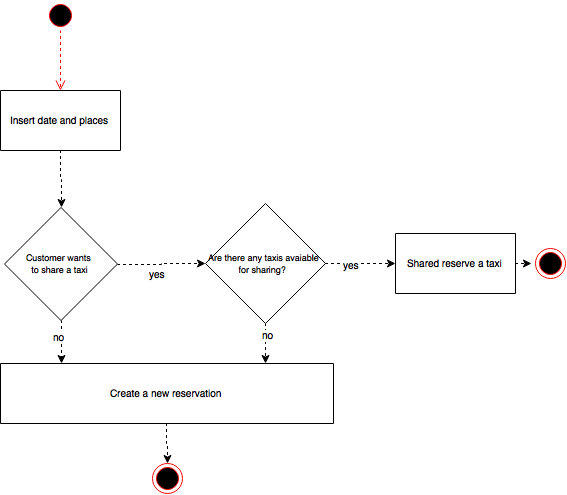 Insert date and places
Customer wants
to share a taxi
yes
Are there any taxis avaiable
for sharing?
yes
Shared reserve a taxi
no
no
Create a new reservation